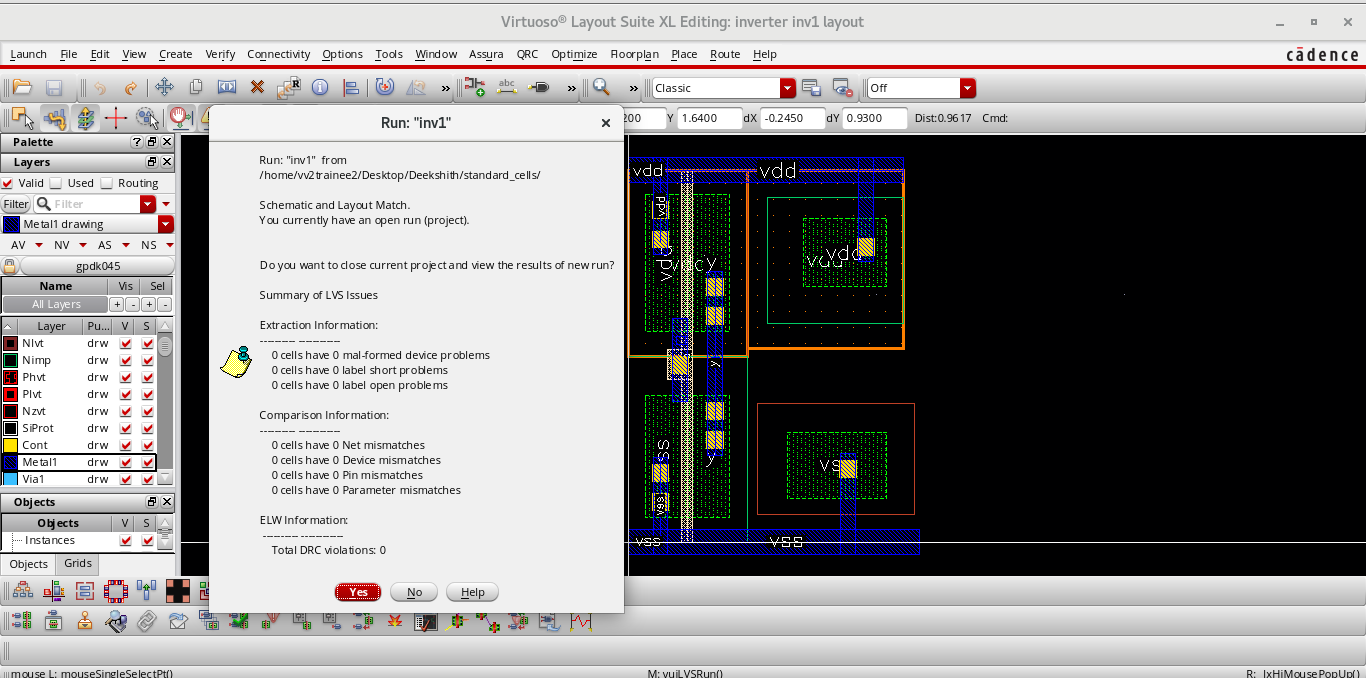 Virtuoso® Layout Suite XL Editing: inverter inv1 layout
Launch File Edit View Create Verify Connectivity Options Tools Window Assura QRC Optimize Floorplan Place Route Help
cādence
R abc » » » Classic Off
200 Y 1.6400 dX -0.2450 dY 0.9300 Dist:0.9617 Cmd:
Palette
Layers
Valid Used Routing
Filter Filter
Metal1 drawing
AV NV AS NS
gpdk045
Name Vis Sel
All Layers + - + -
Layer Pu... V S
Nlvt drw
Nimp drw
Phvt drw
Plvt drw
Nzvt drw
SiProt drw
Cont drw
Metal1 drw
Via1 drw
Objects
Objects V S
Instances
Objects Grids
Run: "inv1"
Run: "inv1" from
/home/vv2trainee2/Desktop/Deekshith/standard_cells/
Schematic and Layout Match.
You currently have an open run (project).
Do you want to close current project and view the results of new run?
Summary of LVS Issues
Extraction Information:
---------- -------------
0 cells have 0 mal-formed device problems
0 cells have 0 label short problems
0 cells have 0 label open problems
Comparison Information:
---------- -------------
0 cells have 0 Net mismatches
0 cells have 0 Device mismatches
0 cells have 0 Pin mismatches
0 cells have 0 Parameter mismatches
ELW Information:
---------- -------------
Total DRC violations: 0
Yes No Help
vdd vdd
vdd
y
vss
vss vss
mouse L: mouseSingleSelectPt()
M: vuiLVSRun()
R: _lxHiMousePopUp()